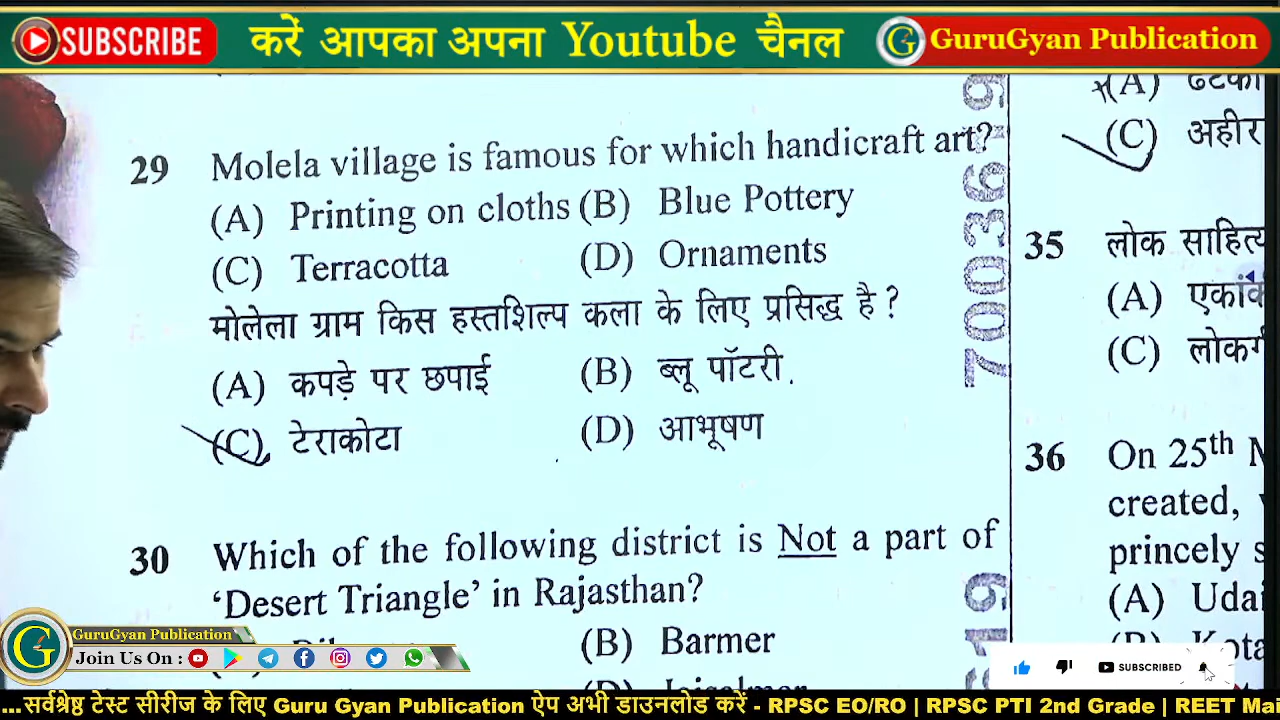 SUBSCRIBE करें आपका अपना Youtube चैनल G GuruGyan Publication
29 Molela village is famous for which handicraft art?
(A) Printing on cloths (B) Blue Pottery
(C) Terracotta (D) Ornaments
मोलेला ग्राम किस हस्तशिल्प कला के लिए प्रसिद्ध है ?
(A) कपड़े पर छपाई (B) ब्लू पॉटरी
(C) टेराकोटा (D) आभूषण
30 Which of the following district is Not a part of
'Desert Triangle' in Rajasthan?
(B) Barmer
(D)
700369
(A)
(C) अहीर
35 लोक साहित्य
(A)
(C)
36 On 25th
created,
princely
(A)
GuruGyan Publication
G Join Us On :
SUBSCRIBED
...सर्वश्रेष्ठ टेस्ट सीरीज के लिए Guru Gyan Publication ऐप अभी डाउनलोड करें - RPSC EO/RO | RPSC PTI 2nd Grade | REET